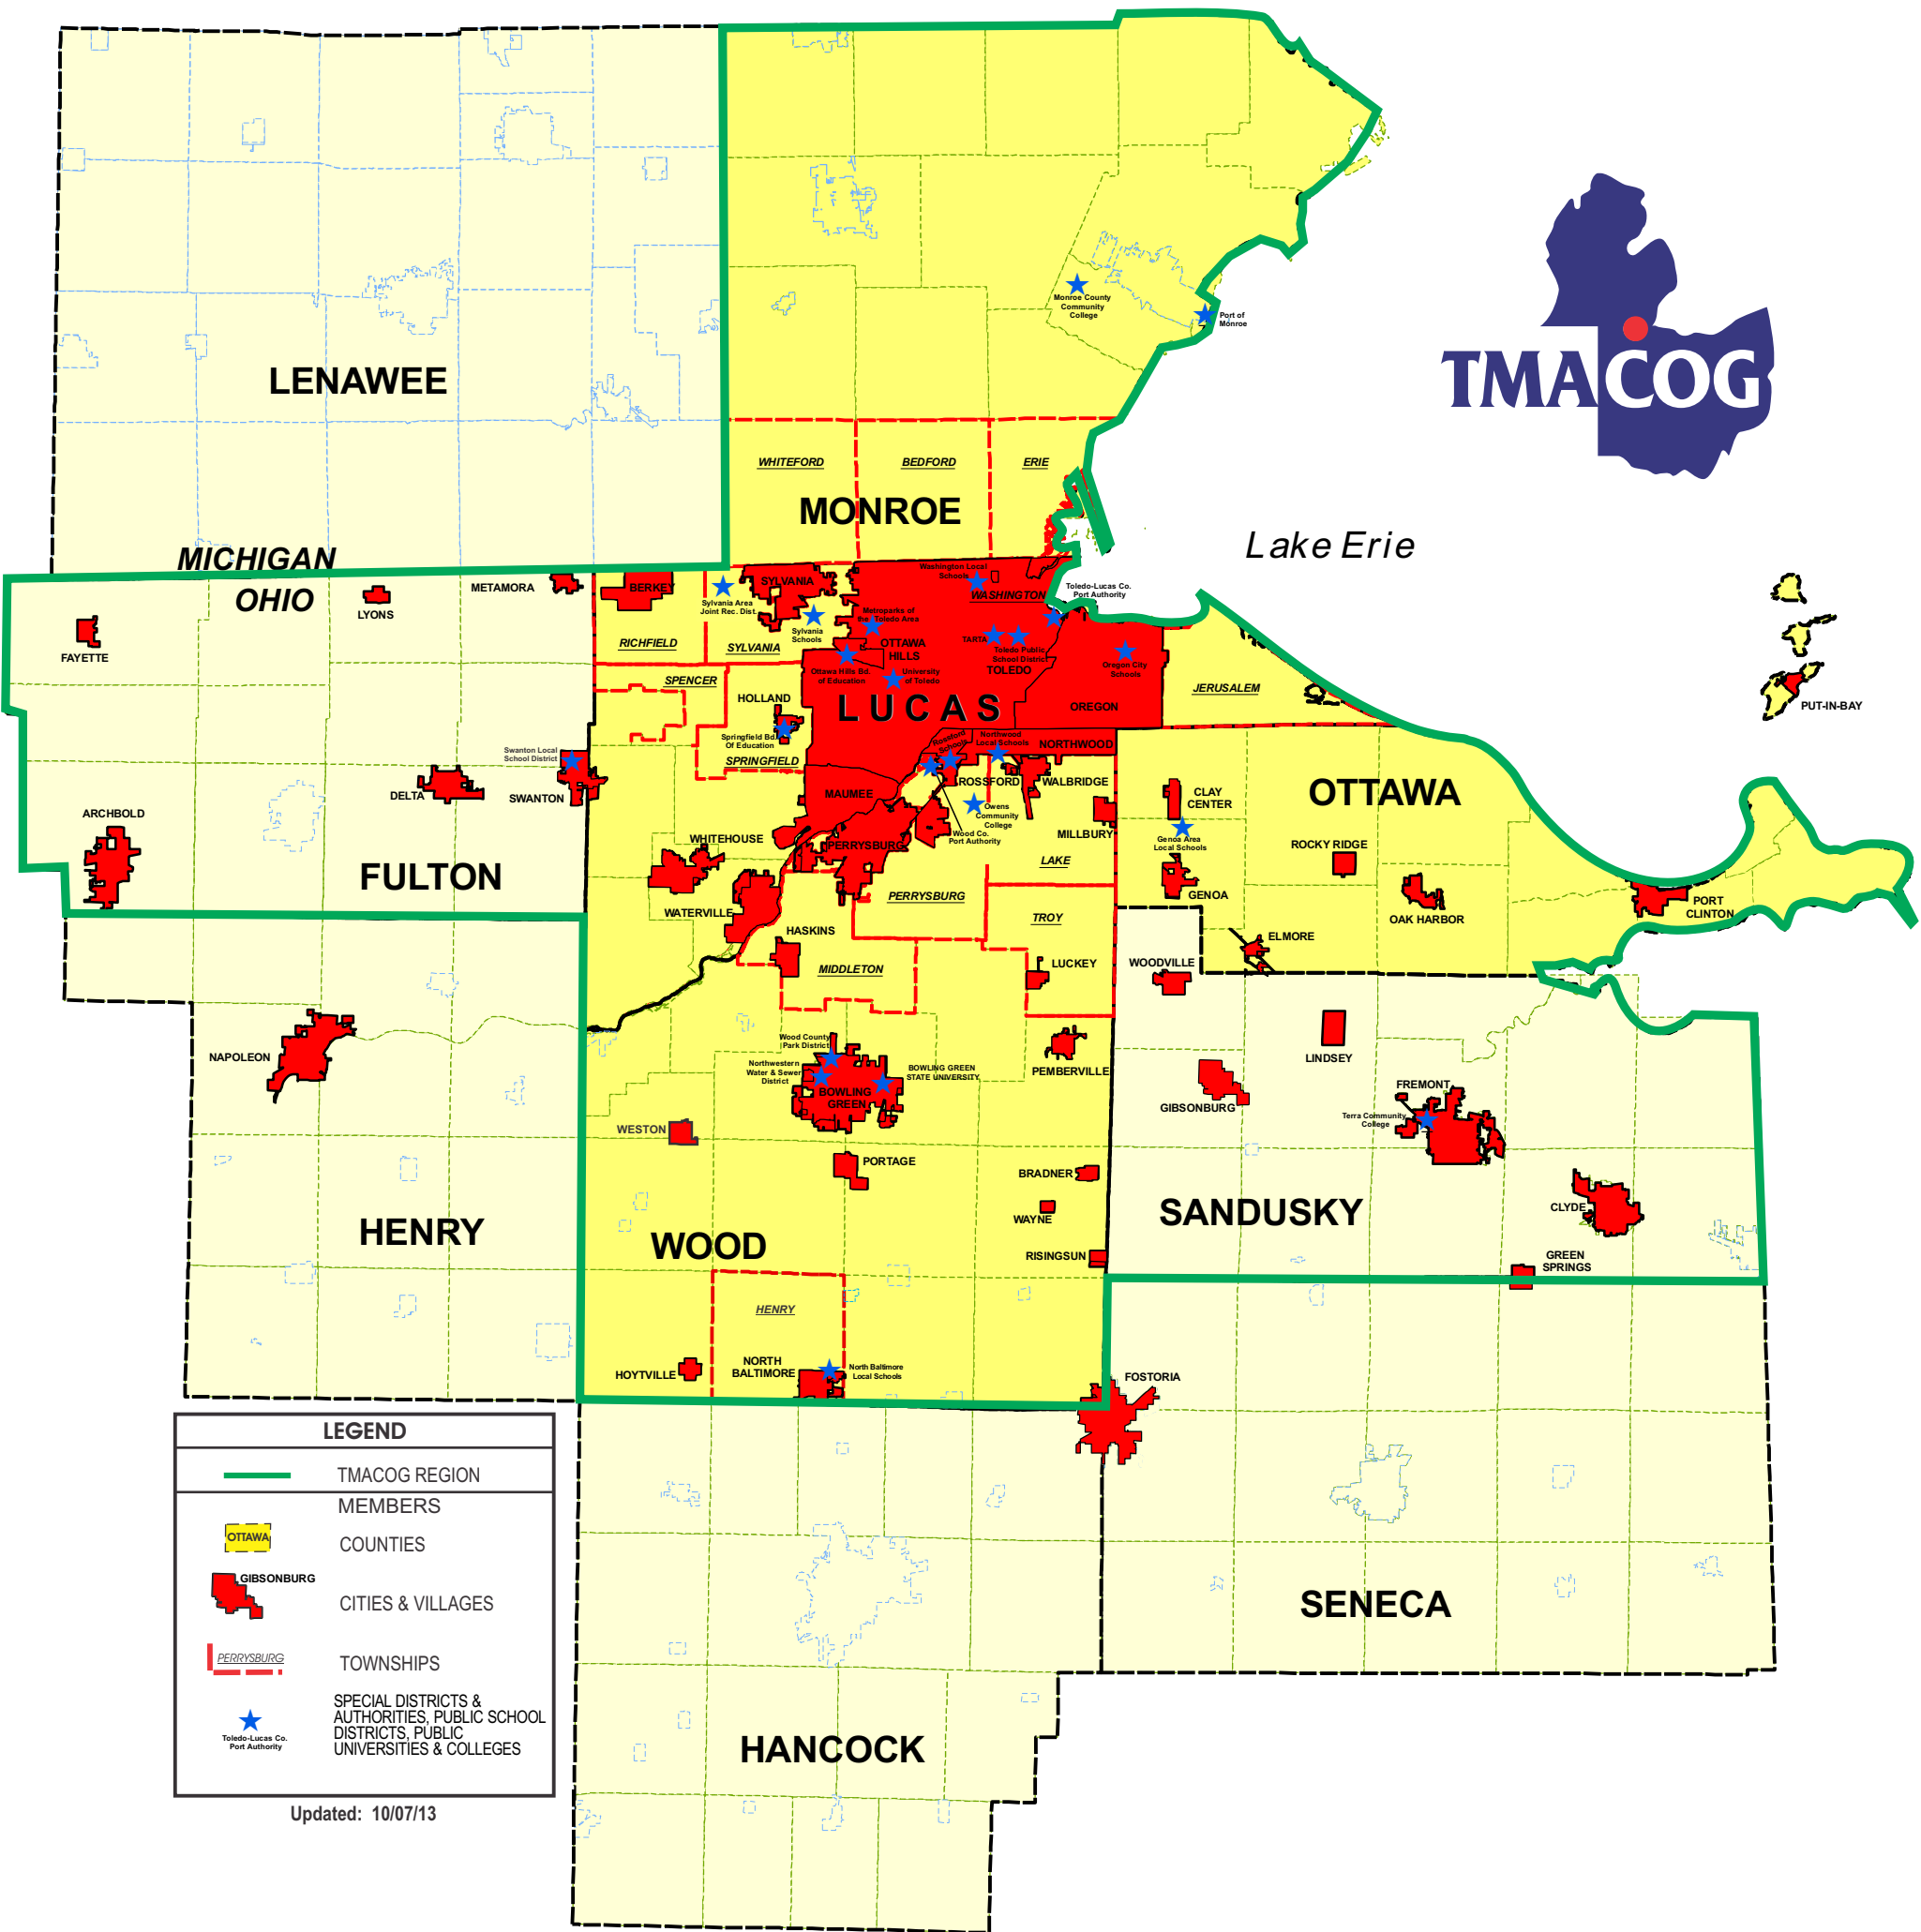 TMACOG
LENAWEE
Monroe County
Community
College
Port of
Monroe
WHITEFORD
BEDFORD
ERIE
MONROE
Lake Erie
MICHIGAN
OHIO
METAMORA
LYONS
FAYETTE
BERKEY
SYLVANIA
Washington Local
Schools
WASHINGTON
Toledo-Lucas Co.
Port Authority
Sylvania Area
Joint Rec. Dist.
Sylvania
Schools
Metroparks of
the Toledo Area
RICHFIELD
SYLVANIA
OTTAWA
HILLS
TARTA
Toledo Public
School District
TOLEDO
Oregon City
Schools
Ottawa Hills Bd.
of Education
University
of Toledo
SPENCER
HOLLAND
LUCAS
OREGON
JERUSALEM
PUT-IN-BAY
Springfield Bd.
Of Education
SPRINGFIELD
Rossford
Schools
Northwood
Local Schools
NORTHWOOD
Swanton Local
School District
DELTA
SWANTON
ARCHBOLD
FULTON
MAUMEE
ROSSFORD
WALBRIDGE
Owens
Community
College
Wood Co.
Port Authority
MILLBURY
CLAY
CENTER
OTTAWA
Genoa Area
Local Schools
ROCKY RIDGE
WHITEHOUSE
PERRYSBURG
LAKE
GENOA
OAK HARBOR
PORT
CLINTON
WATERVILLE
PERRYSBURG
TROY
HASKINS
MIDDLETON
LUCKEY
ELMORE
WOODVILLE
NAPOLEON
Wood County
Park District
Northwestern
Water & Sewer
District
BOWLING GREEN
STATE UNIVERSITY
BOWLING
GREEN
PEMBERVILLE
LINDSEY
GIBSONBURG
FREMONT
Terra Community
College
WESTON
PORTAGE
BRADNER
WAYNE
SANDUSKY
CLYDE
HENRY
WOOD
RISINGSUN
GREEN
SPRINGS
HENRY
HOYTVILLE
NORTH
BALTIMORE
North Baltimore
Local Schools
FOSTORIA
LEGEND
TMACOG REGION
MEMBERS
OTTAWA
COUNTIES
GIBSONBURG
CITIES & VILLAGES
PERRYSBURG
TOWNSHIPS
Toledo-Lucas Co.
Port Authority
SPECIAL DISTRICTS &
AUTHORITIES, PUBLIC SCHOOL
DISTRICTS, PUBLIC
UNIVERSITIES & COLLEGES
Updated: 10/07/13
SENECA
HANCOCK